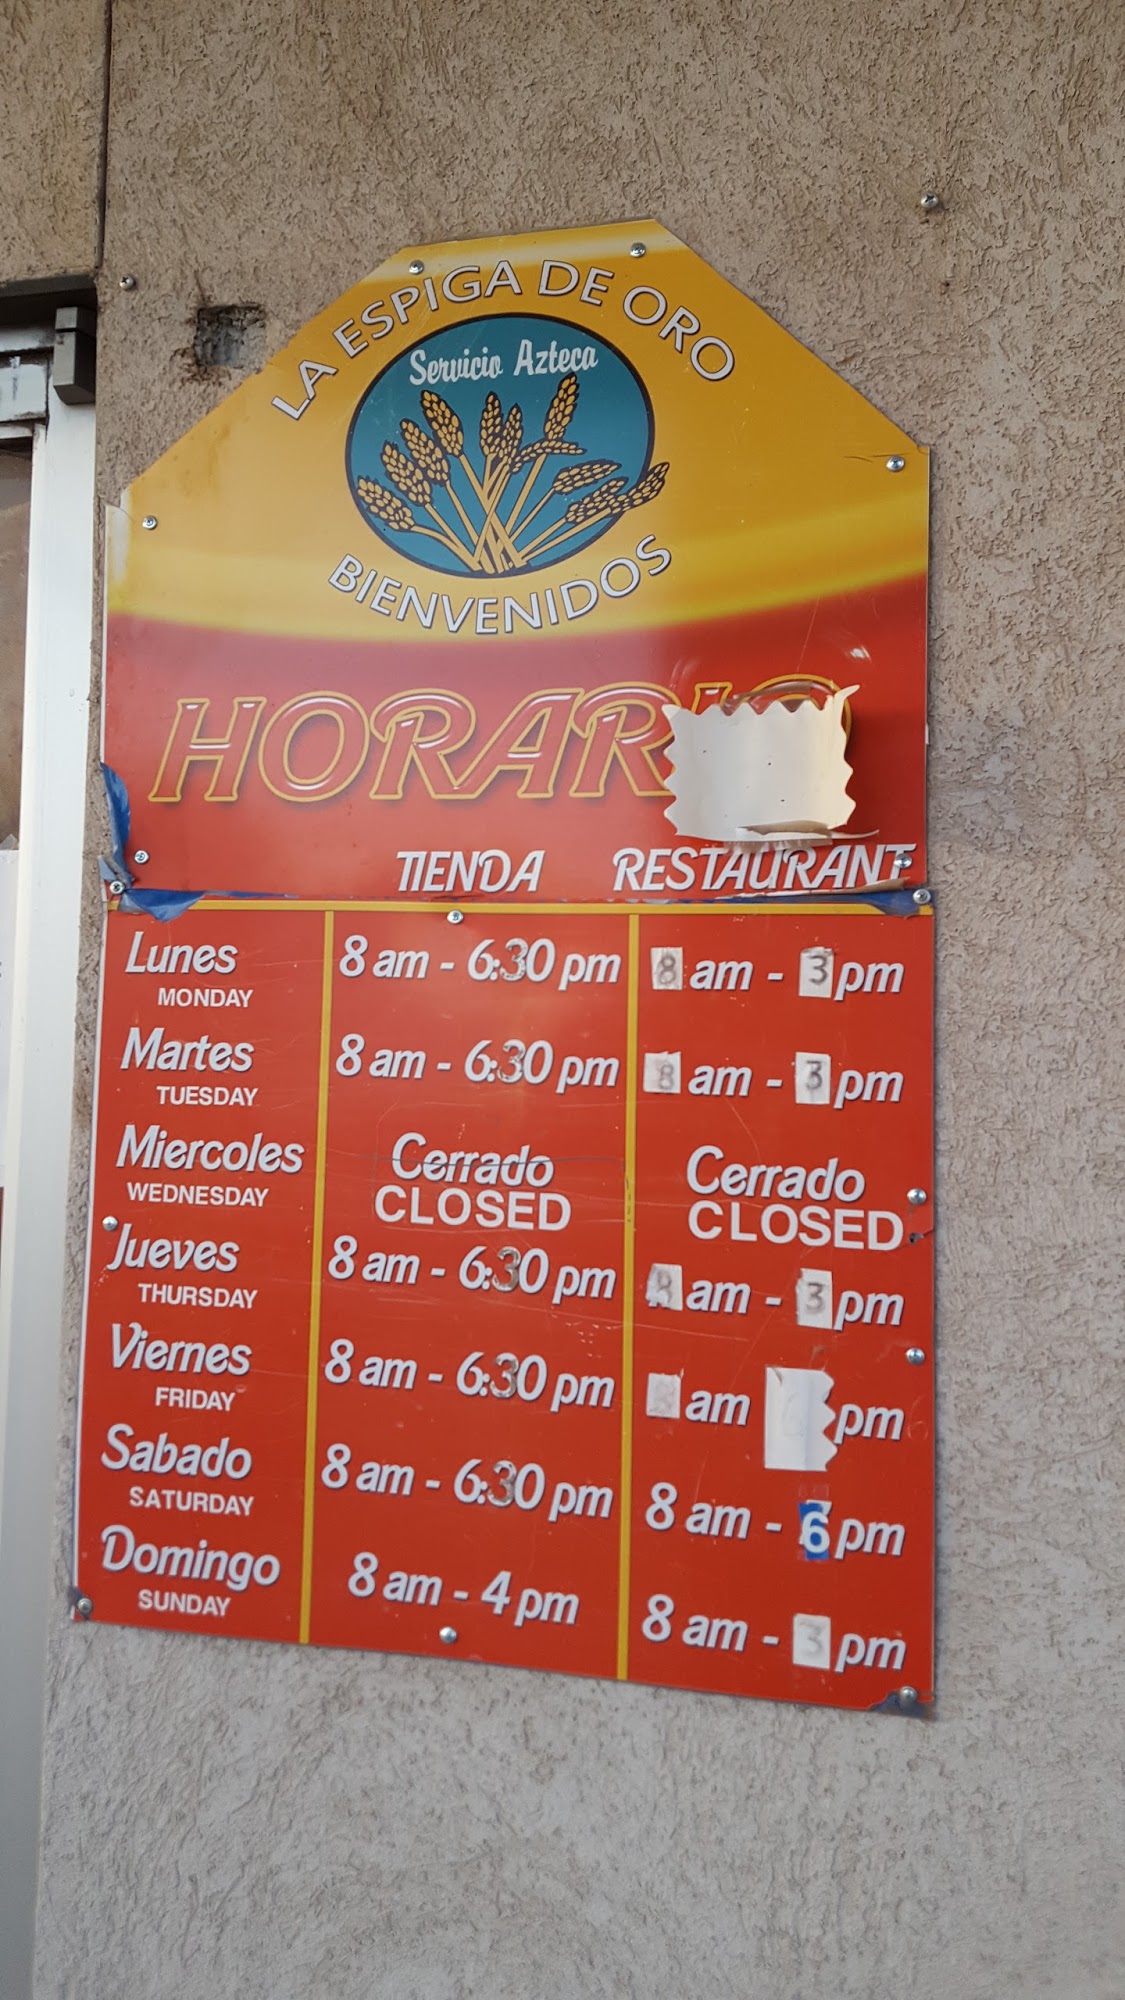 LA ESPIGA DE ORO
Servicio Azteca
BIENVENIDOS
TIENDA RESTAURANT
Lunes 8 am - 6:30 pm 8 am - 3 pm
MONDAY
Martes 8 am - 6:30 pm 8 am - 3 pm
TUESDAY
Miercoles Cerrado Cerrado
WEDNESDAY CLOSED CLOSED
Jueves 8 am - 6:30 pm 8 am - 3 pm
THURSDAY
Viernes 8 am - 6:30 pm am pm
FRIDAY
Sabado 8 am - 6:30 pm 8 am - 6 pm
SATURDAY
Domingo 8 am - 4 pm 8 am - 3 pm
SUNDAY